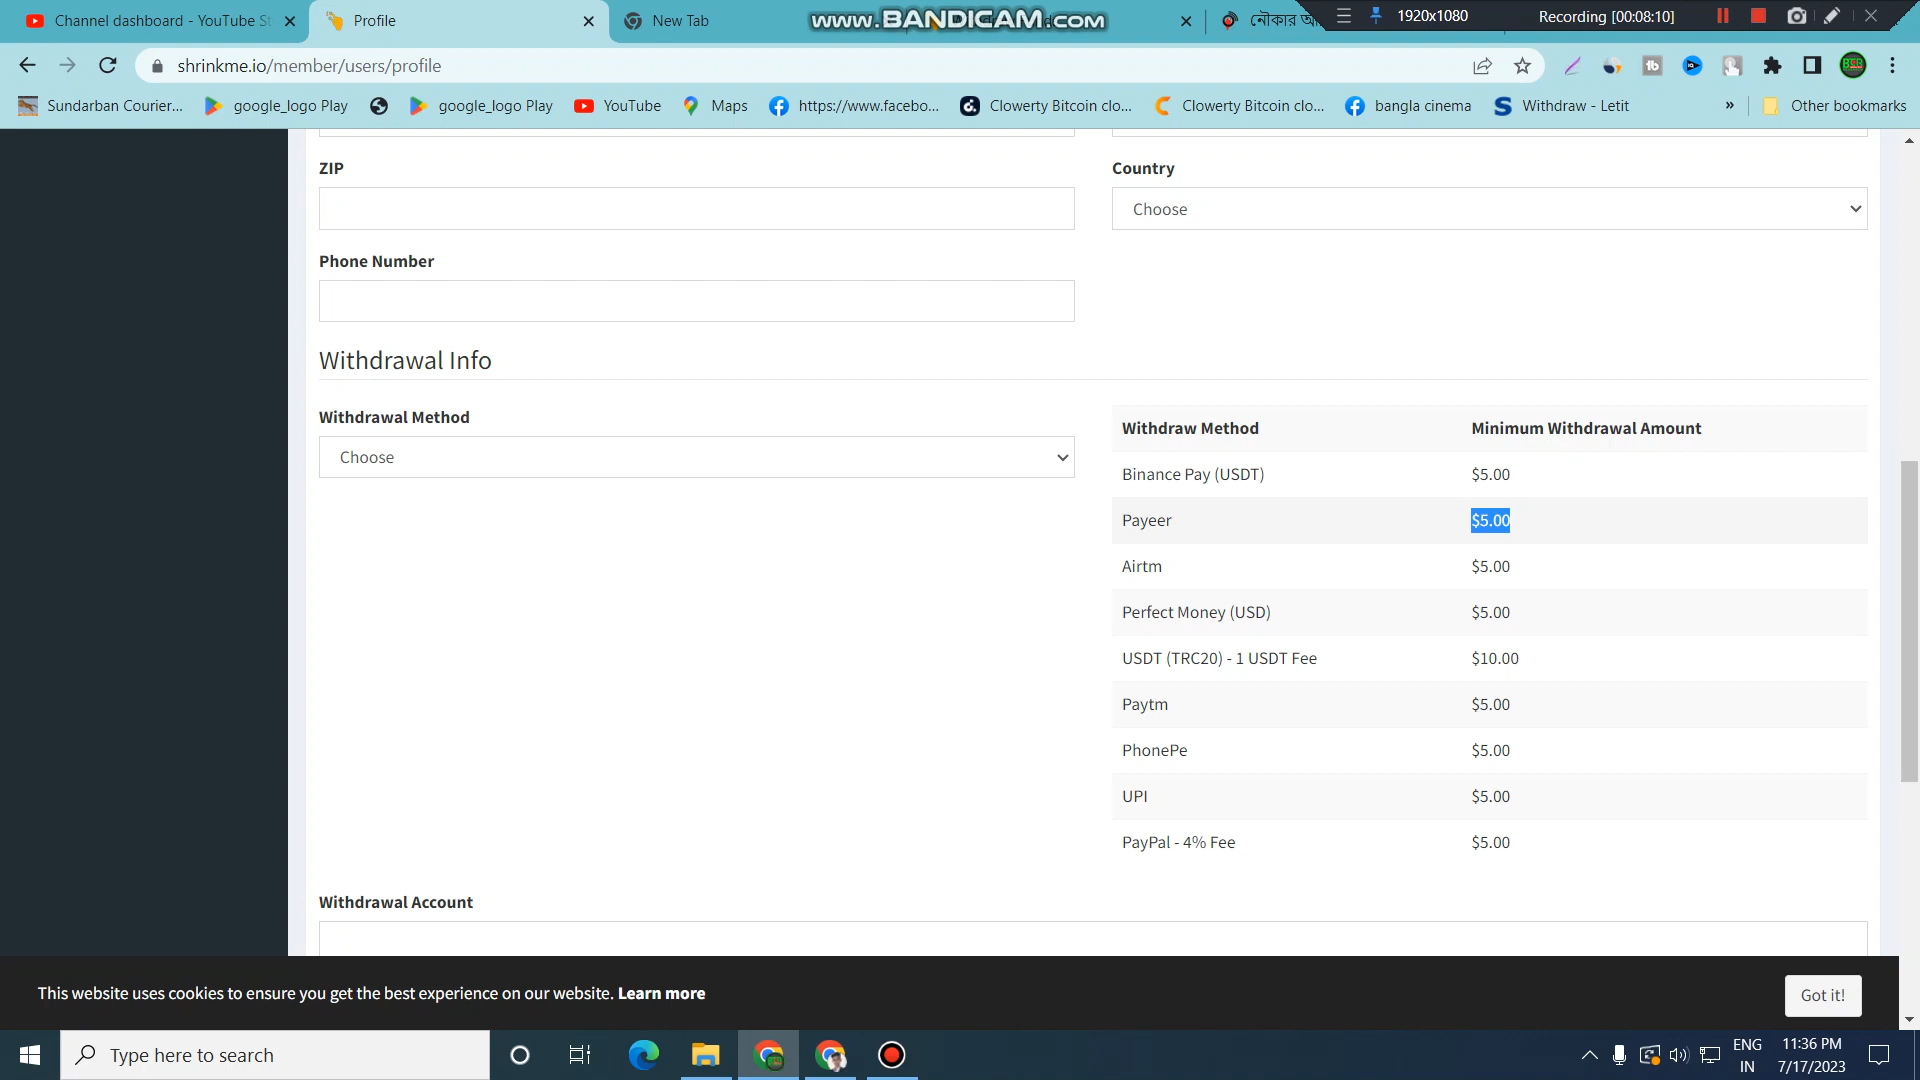 Channel dashboard - YouTube St
Profile
New Tab
www.BANDICAM.com
নৌকার
1920x1080
Recording [00:08:10]
shrinkme.io/member/users/profile
Sundarban Courier...
google_logo Play
google_logo Play
YouTube
Maps
https://www.facebo...
Clowerty Bitcoin clo...
Clowerty Bitcoin clo...
bangla cinema
Withdraw - Letit
»
Other bookmarks
ZIP
Country
Choose
Phone Number
Withdrawal Info
Withdrawal Method
Choose
Withdraw Method Minimum Withdrawal Amount
Binance Pay (USDT) $5.00
Payeer $5.00
Airtm $5.00
Perfect Money (USD) $5.00
USDT (TRC20) - 1 USDT Fee $10.00
Paytm $5.00
PhonePe $5.00
UPI $5.00
PayPal - 4% Fee $5.00
Withdrawal Account
This website uses cookies to ensure you get the best experience on our website. Learn more
Got it!
Type here to search
ENG
IN
11:36 PM
7/17/2023